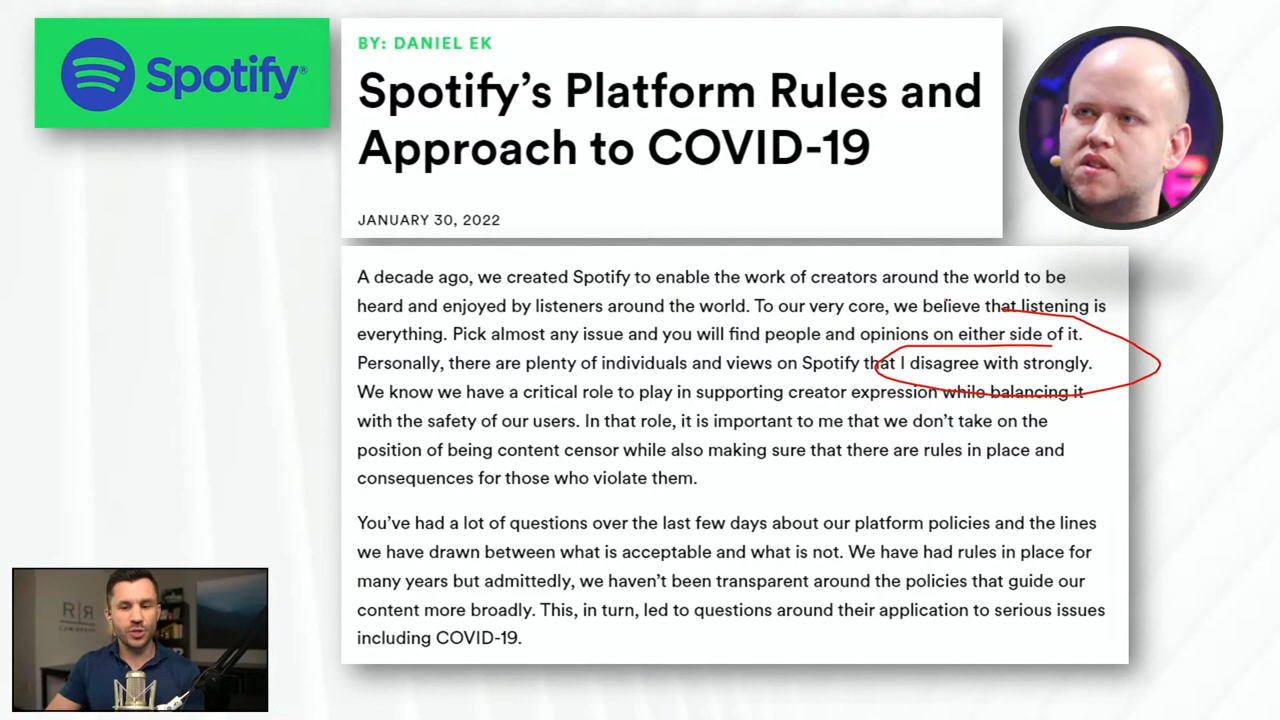 Spotify®
BY: DANIEL EK
Spotify’s Platform Rules and
Approach to COVID-19
JANUARY 30, 2022
A decade ago, we created Spotify to enable the work of creators around the world to be
heard and enjoyed by listeners around the world. To our very core, we believe that listening is
everything. Pick almost any issue and you will find people and opinions on either side of it.
Personally, there are plenty of individuals and views on Spotify that I disagree with strongly.
We know we have a critical role to play in supporting creator expression while balancing it
with the safety of our users. In that role, it is important to me that we don’t take on the
position of being content censor while also making sure that there are rules in place and
consequences for those who violate them.
You’ve had a lot of questions over the last few days about our platform policies and the lines
we have drawn between what is acceptable and what is not. We have had rules in place for
many years but admittedly, we haven’t been transparent around the policies that guide our
content more broadly. This, in turn, led to questions around their application to serious issues
including COVID-19.
R|R
LAW GROUP